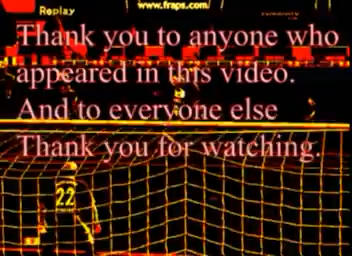 Replay
www.fraps.com
Thank you to anyone who
appeared in this video.
And to everyone else
Thank you for watching.
22